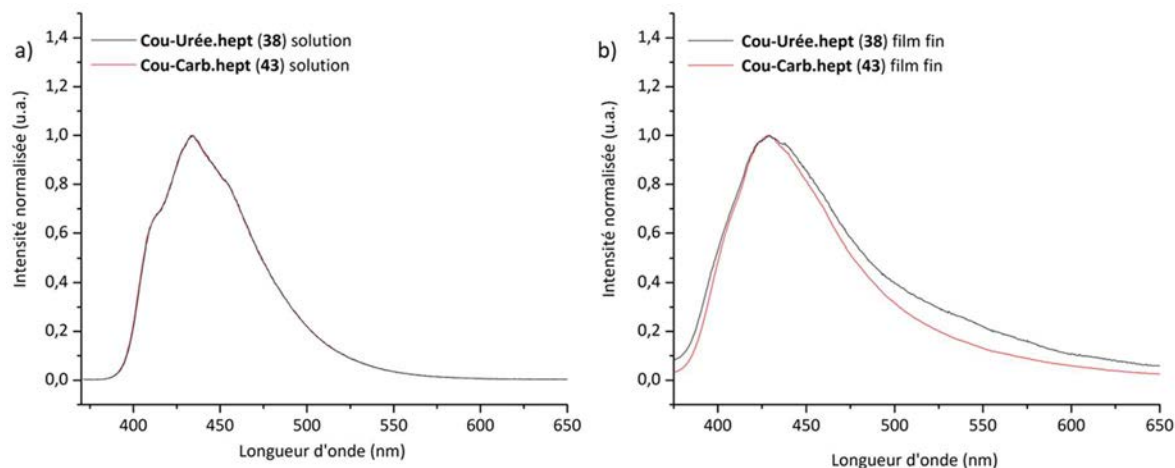 a)
Cou-Urée.hept (38) solution
Cou-Carb.hept (43) solution
Intensité normalisée (u.a.)
1,4
1,2
1,0
0,8
0,6
0,4
0,2
0,0
400 450 500 550 600 650
Longueur d'onde (nm)
b)
Cou-Urée.hept (38) film fin
Cou-Carb.hept (43) film fin
Intensité normalisée (u.a.)
1,4
1,2
1,0
0,8
0,6
0,4
0,2
0,0
400 450 500 550 600 650
Longueur d'onde (nm)